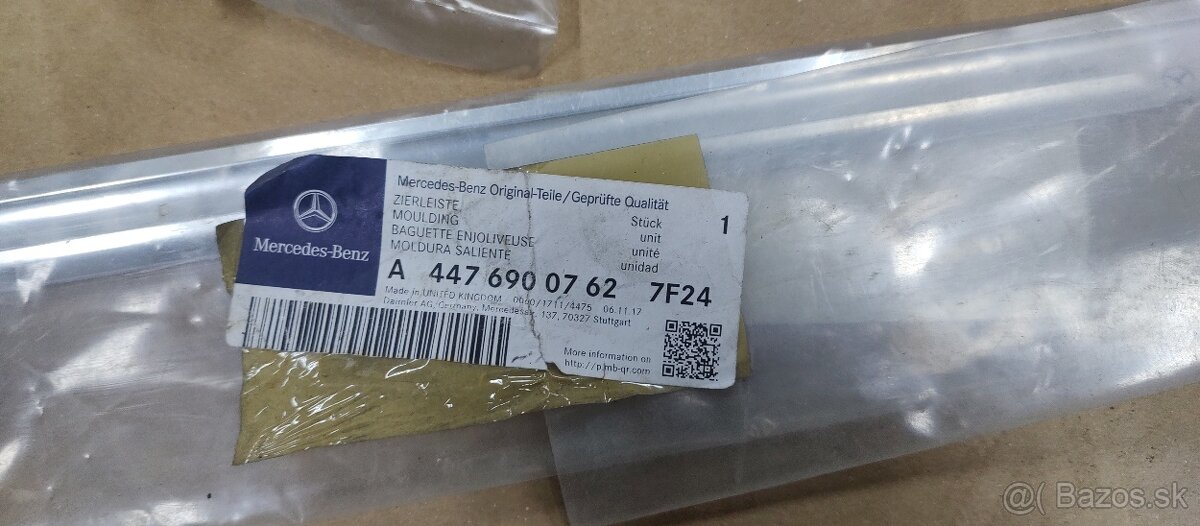 Mercedes-Benz
Mercedes-Benz Original-Teile/Geprüfte Qualität
ZIERLEISTE
MOULDING
BAGUETTE ENJOLIVEUSE
MOLDURA SALIENTE
Stück
unit
unité
unidad
1
A 447 690 07 62 7F24
Made in UNITED KINGDOM 0060/1711/4475 06.11.17
Daimler AG, Germany, Mercedesstr. 137, 70327 Stuttgart
More information on
http://p.mb-qr.com
@( Bazos.sk